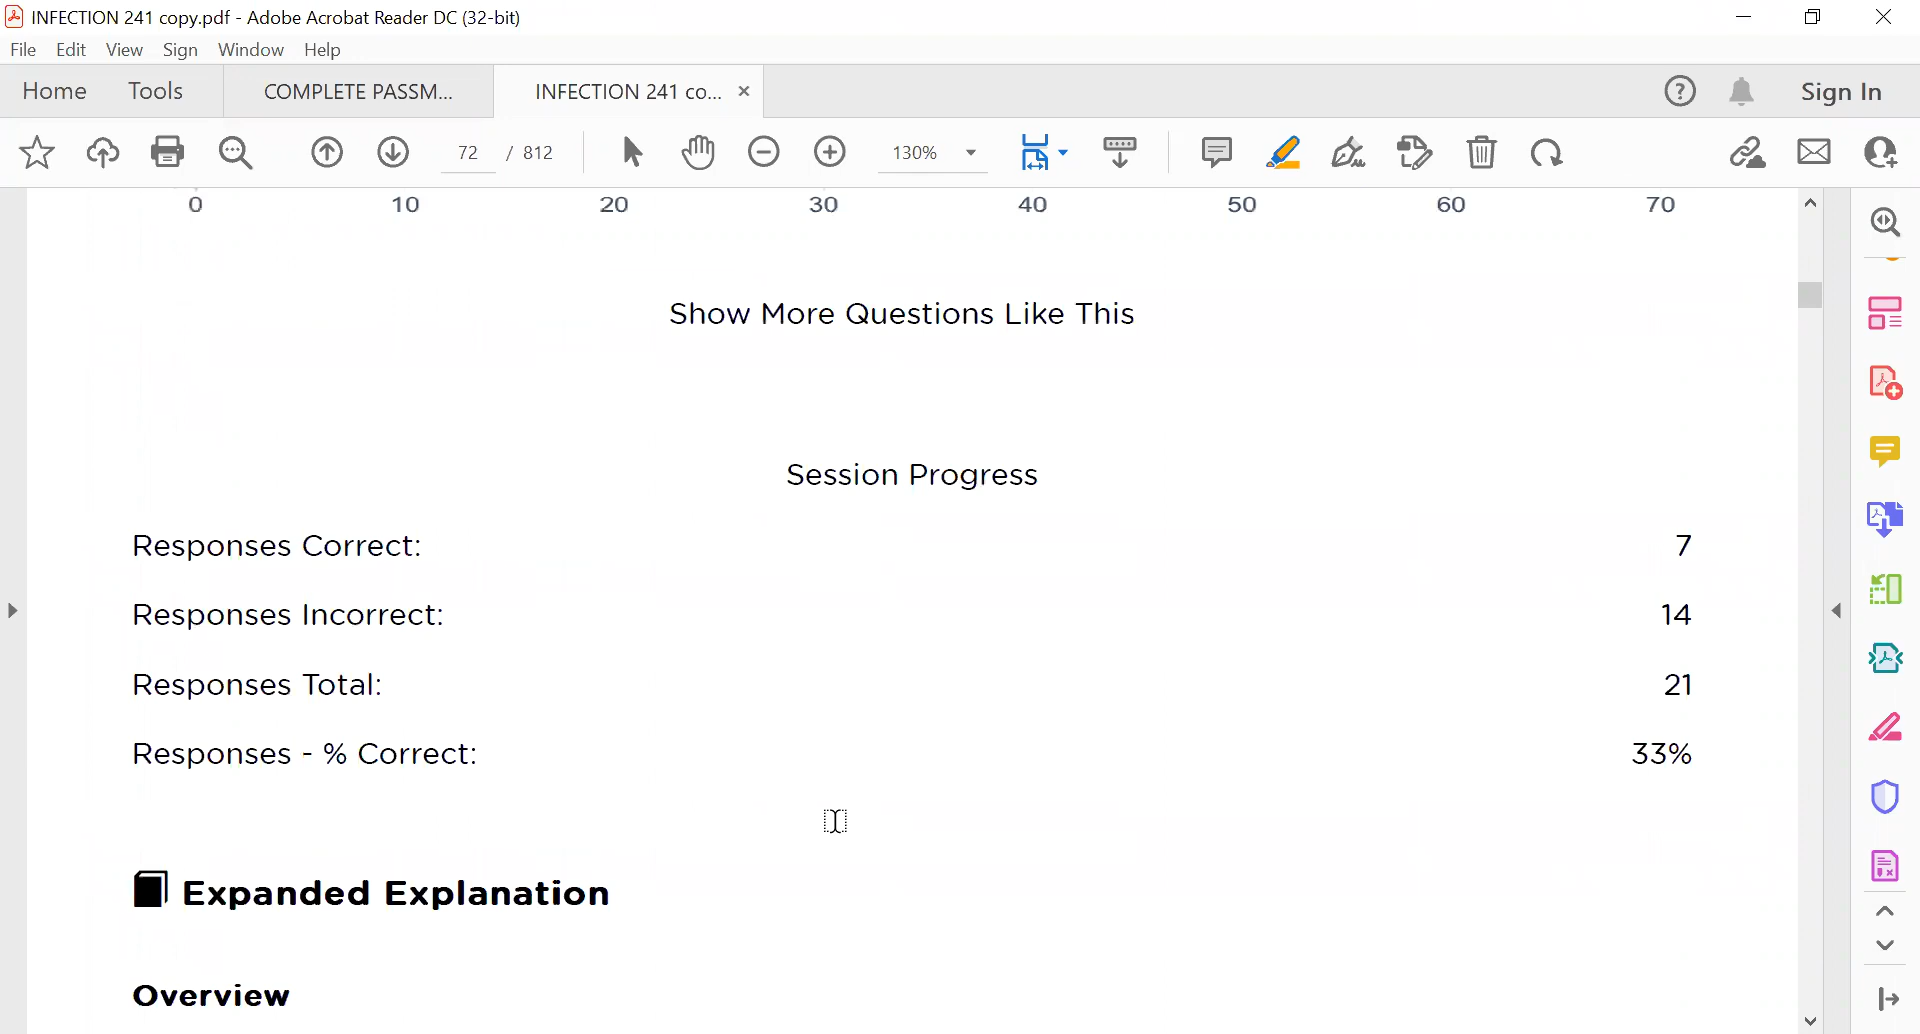 INFECTION 241 copy.pdf - Adobe Acrobat Reader DC (32-bit)
File Edit View Sign Window Help
Home Tools COMPLETE PASSM... INFECTION 241 co... × Sign In
72 / 812 130%
0 10 20 30 40 50 60 70
Show More Questions Like This
Session Progress
Responses Correct: 7
Responses Incorrect: 14
Responses Total: 21
Responses - % Correct: 33%
Expanded Explanation
Overview